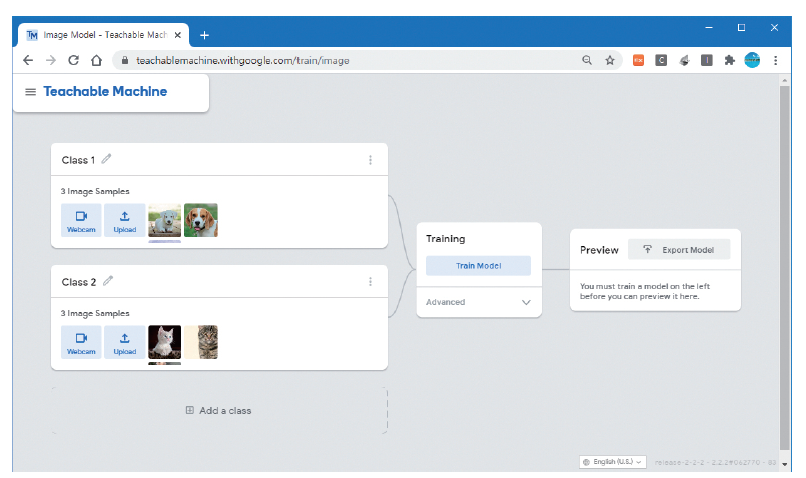 Image Model - Teachable Mach
teachablemachine.withgoogle.com/train/image
Teachable Machine
Class 1
3 Image Samples
Webcam
Upload
Class 2
3 Image Samples
Webcam
Upload
Add a class
Training
Train Model
Advanced
Preview
Export Model
You must train a model on the left
before you can preview it here.
English (U.S.)